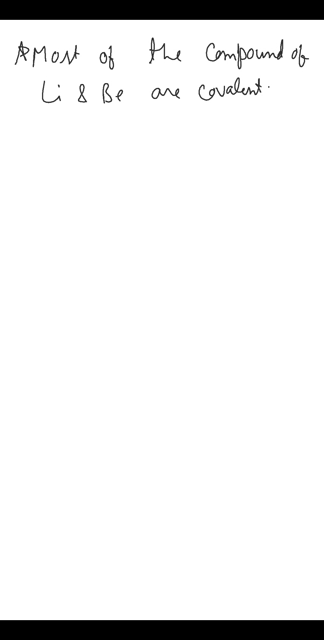 Most of the Compound of
Li & Be are covalent.